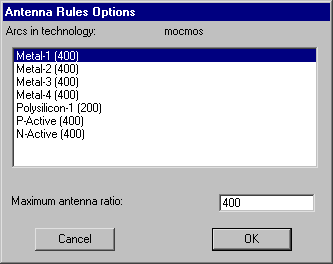 Antenna Rules Options
Arcs in technology: mocmos
Metal-1 (400)
Metal-2 (400)
Metal-3 (400)
Metal-4 (400)
Polysilicon-1 (200)
P-Active (400)
N-Active (400)
Maximum antenna ratio: 400
Cancel OK